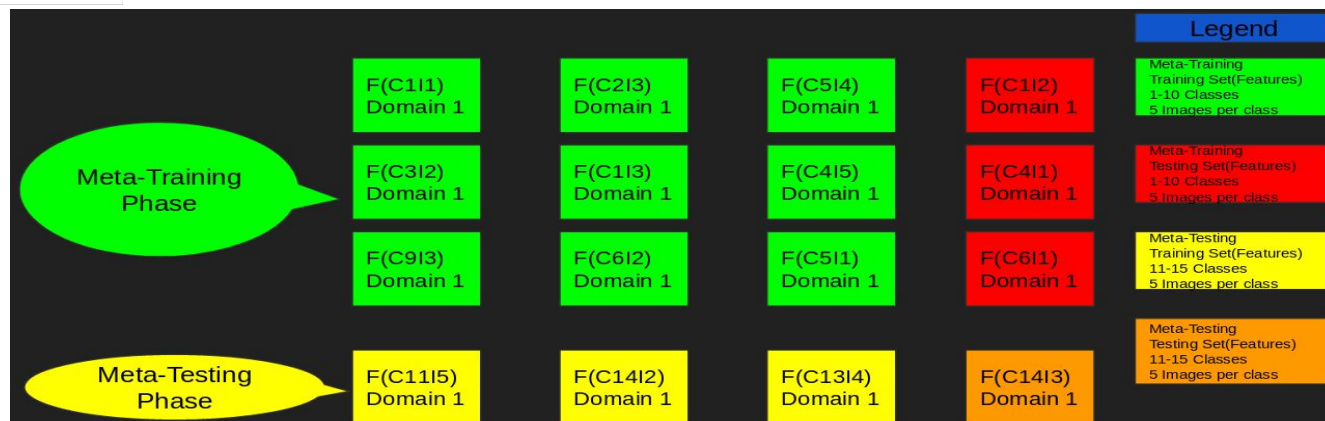 Legend
F(C1I1)
Domain 1
F(C2I3)
Domain 1
F(C5I4)
Domain 1
F(C1I2)
Domain 1
Meta-Training
Training Set(Features)
1-10 Classes
5 Images per class
Meta-Training
Phase
F(C3I2)
Domain 1
F(C1I3)
Domain 1
F(C4I5)
Domain 1
F(C4I1)
Domain 1
Meta-Training
Testing Set(Features)
1-10 Classes
5 Images per class
F(C9I3)
Domain 1
F(C6I2)
Domain 1
F(C5I1)
Domain 1
F(C6I1)
Domain 1
Meta-Testing
Training Set(Features)
11-15 Classes
5 Images per class
Meta-Testing
Phase
F(C11I5)
Domain 1
F(C14I2)
Domain 1
F(C13I4)
Domain 1
F(C14I3)
Domain 1
Meta-Testing
Testing Set(Features)
11-15 Classes
5 Images per class